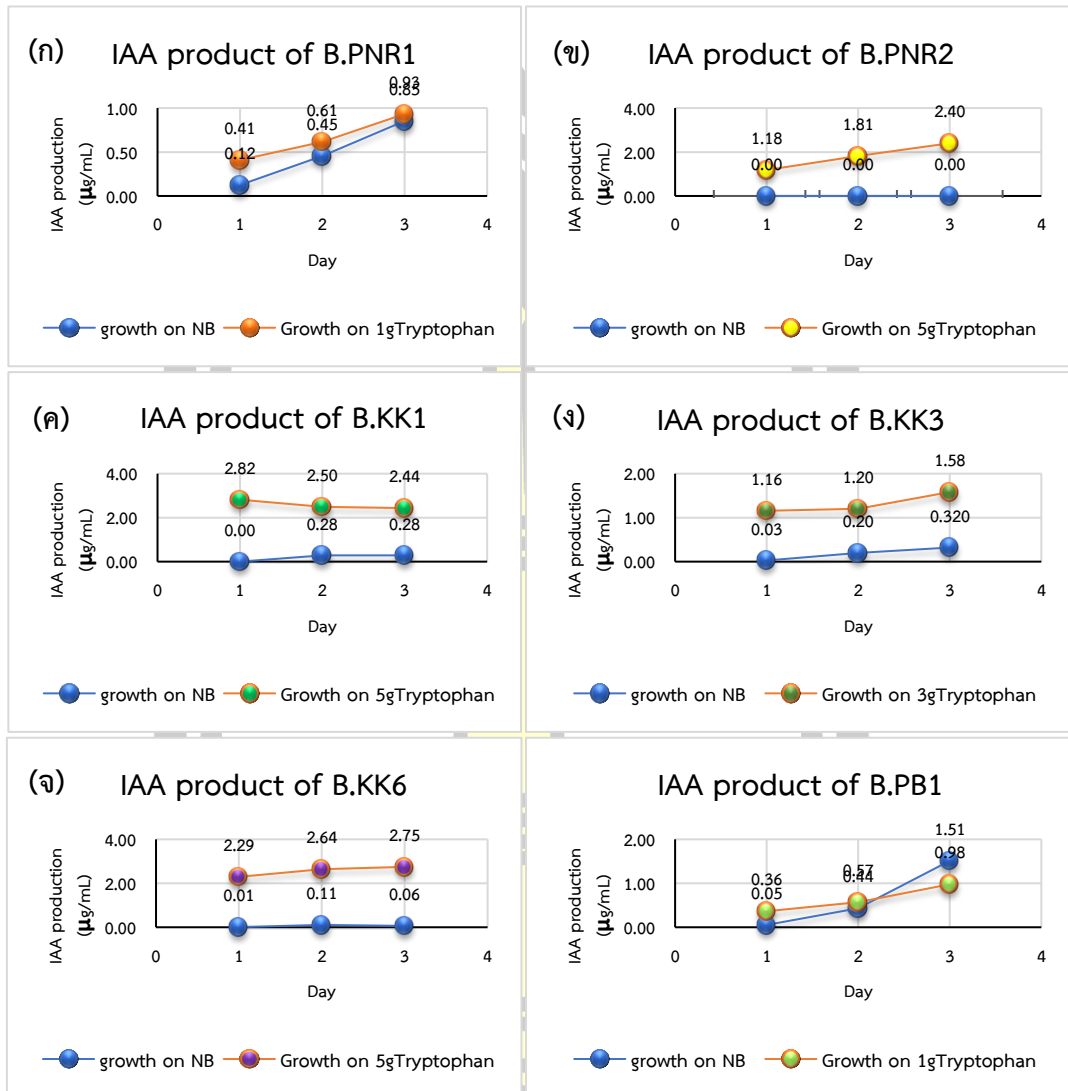 (ก) IAA product of B.PNR1
IAA production
(µg/mL)
1.00
0.50
0.00
0.41
0.12
0.61
0.45
0.93
0.85
0 1 2 3 4
Day
growth on NB Growth on 1gTryptophan
(ข) IAA product of B.PNR2
IAA production
(µg/mL)
4.00
2.00
0.00
1.18
0.00
1.81
0.00
2.40
0.00
0 1 2 3 4
Day
growth on NB Growth on 5gTryptophan
(ค) IAA product of B.KK1
IAA production
(µg/mL)
4.00
2.00
0.00
2.82
0.00
2.50
0.28
2.44
0.28
0 1 2 3 4
Day
growth on NB Growth on 5gTryptophan
(ง) IAA product of B.KK3
IAA production
(µg/mL)
2.00
1.00
0.00
1.16
0.03
1.20
0.20
1.58
0.320
0 1 2 3 4
Day
growth on NB Growth on 3gTryptophan
(จ) IAA product of B.KK6
IAA production
(µg/mL)
4.00
2.00
0.00
2.29
0.01
2.64
0.11
2.75
0.06
0 1 2 3 4
Day
growth on NB Growth on 5gTryptophan
IAA product of B.PB1
IAA production
(µg/mL)
2.00
1.00
0.00
0.36
0.05
0.57
0.44
1.51
0.98
0 1 2 3 4
Day
growth on NB Growth on 1gTryptophan